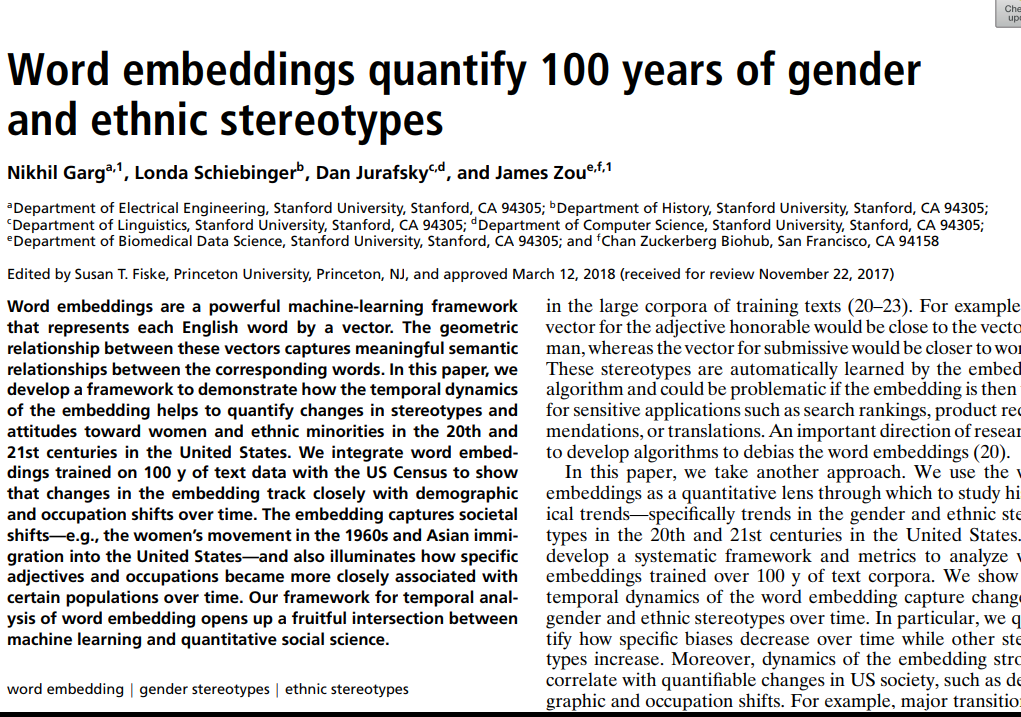 Che
upd
Word embeddings quantify 100 years of gender
and ethnic stereotypes
Nikhil Garg^a,1, Londa Schiebinger^b, Dan Jurafsky^c,d, and James Zou^e,f,1
^aDepartment of Electrical Engineering, Stanford University, Stanford, CA 94305; ^bDepartment of History, Stanford University, Stanford, CA 94305;
^cDepartment of Linguistics, Stanford University, Stanford, CA 94305; ^dDepartment of Computer Science, Stanford University, Stanford, CA 94305;
^eDepartment of Biomedical Data Science, Stanford University, Stanford, CA 94305; and ^fChan Zuckerberg Biohub, San Francisco, CA 94158
Edited by Susan T. Fiske, Princeton University, Princeton, NJ, and approved March 12, 2018 (received for review November 22, 2017)
Word embeddings are a powerful machine-learning framework
that represents each English word by a vector. The geometric
relationship between these vectors captures meaningful semantic
relationships between the corresponding words. In this paper, we
develop a framework to demonstrate how the temporal dynamics
of the embedding helps to quantify changes in stereotypes and
attitudes toward women and ethnic minorities in the 20th and
21st centuries in the United States. We integrate word embed-
dings trained on 100 y of text data with the US Census to show
that changes in the embedding track closely with demographic
and occupation shifts over time. The embedding captures societal
shifts—e.g., the women's movement in the 1960s and Asian immi-
gration into the United States—and also illuminates how specific
adjectives and occupations became more closely associated with
certain populations over time. Our framework for temporal anal-
ysis of word embedding opens up a fruitful intersection between
machine learning and quantitative social science.
word embedding | gender stereotypes | ethnic stereotypes
in the large corpora of training texts (20–23). For example
vector for the adjective honorable would be close to the vecto
man, whereas the vector for submissive would be closer to wor
These stereotypes are automatically learned by the embed
algorithm and could be problematic if the embedding is then
for sensitive applications such as search rankings, product rec
mendations, or translations. An important direction of resear
to develop algorithms to debias the word embeddings (20).
In this paper, we take another approach. We use the w
embeddings as a quantitative lens through which to study his
ical trends—specifically trends in the gender and ethnic ste
types in the 20th and 21st centuries in the United States.
develop a systematic framework and metrics to analyze w
embeddings trained over 100 y of text corpora. We show
temporal dynamics of the word embedding capture change
gender and ethnic stereotypes over time. In particular, we q
tify how specific biases decrease over time while other ste
types increase. Moreover, dynamics of the embedding stro
correlate with quantifiable changes in US society, such as de
graphic and occupation shifts. For example, major transition